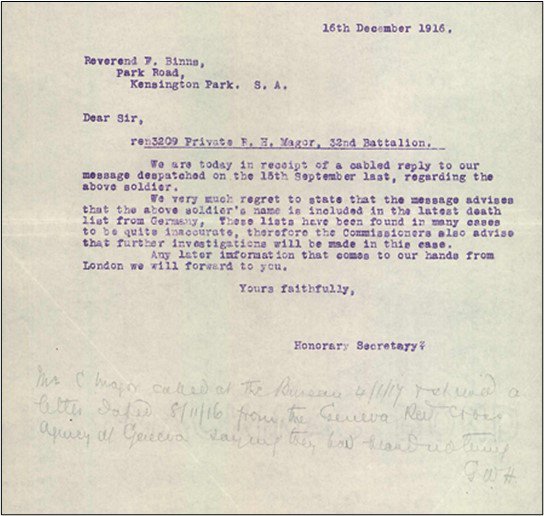 16th December 1916.
Reverend F. Binns,
Park Road,
Kensington Park. S. A.
Dear Sir,
ren3209 Private R. H. Magor, 32nd Battalion.
We are today in receipt of a cabled reply to our
message despatched on the 15th September last, regarding the
above soldier.
We very much regret to state that the message advises
that the above soldier's name is included in the latest death
list from Germany, These lists have been found in many cases
to be quite inaccurate, therefore the Commissioners also advise
that further investigations will be made in this case.
Any later information that comes to our hands from
London we will forward to you.
Yours faithfully,
Honorary Secretary?
Mr C Magor called at the Bureau 4/1/17 & showed a
letter dated 8/11/16 from the Geneva Red Cross
Agency at Geneva saying they had heard nothing